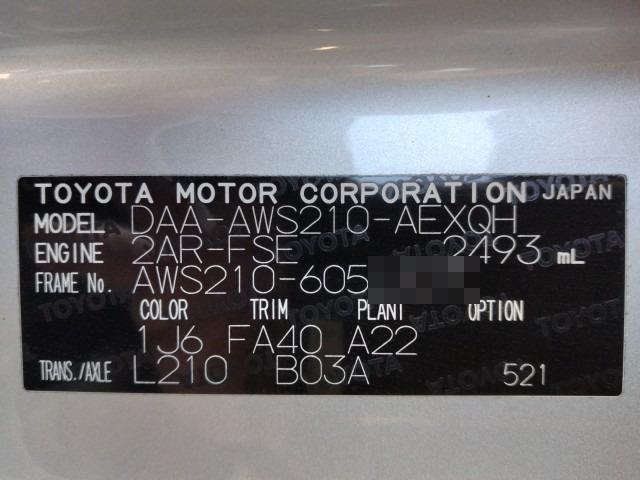 TOYOTA MOTOR CORPORATION JAPAN
MODEL DAA-AWS210-AEXQH
ENGINE 2AR-FSE 2493 mL
FRAME No. AWS210-605
COLOR TRIM PLANT OPTION
1J6 FA40 A22
TRANS./AXLE L210 B03A 521